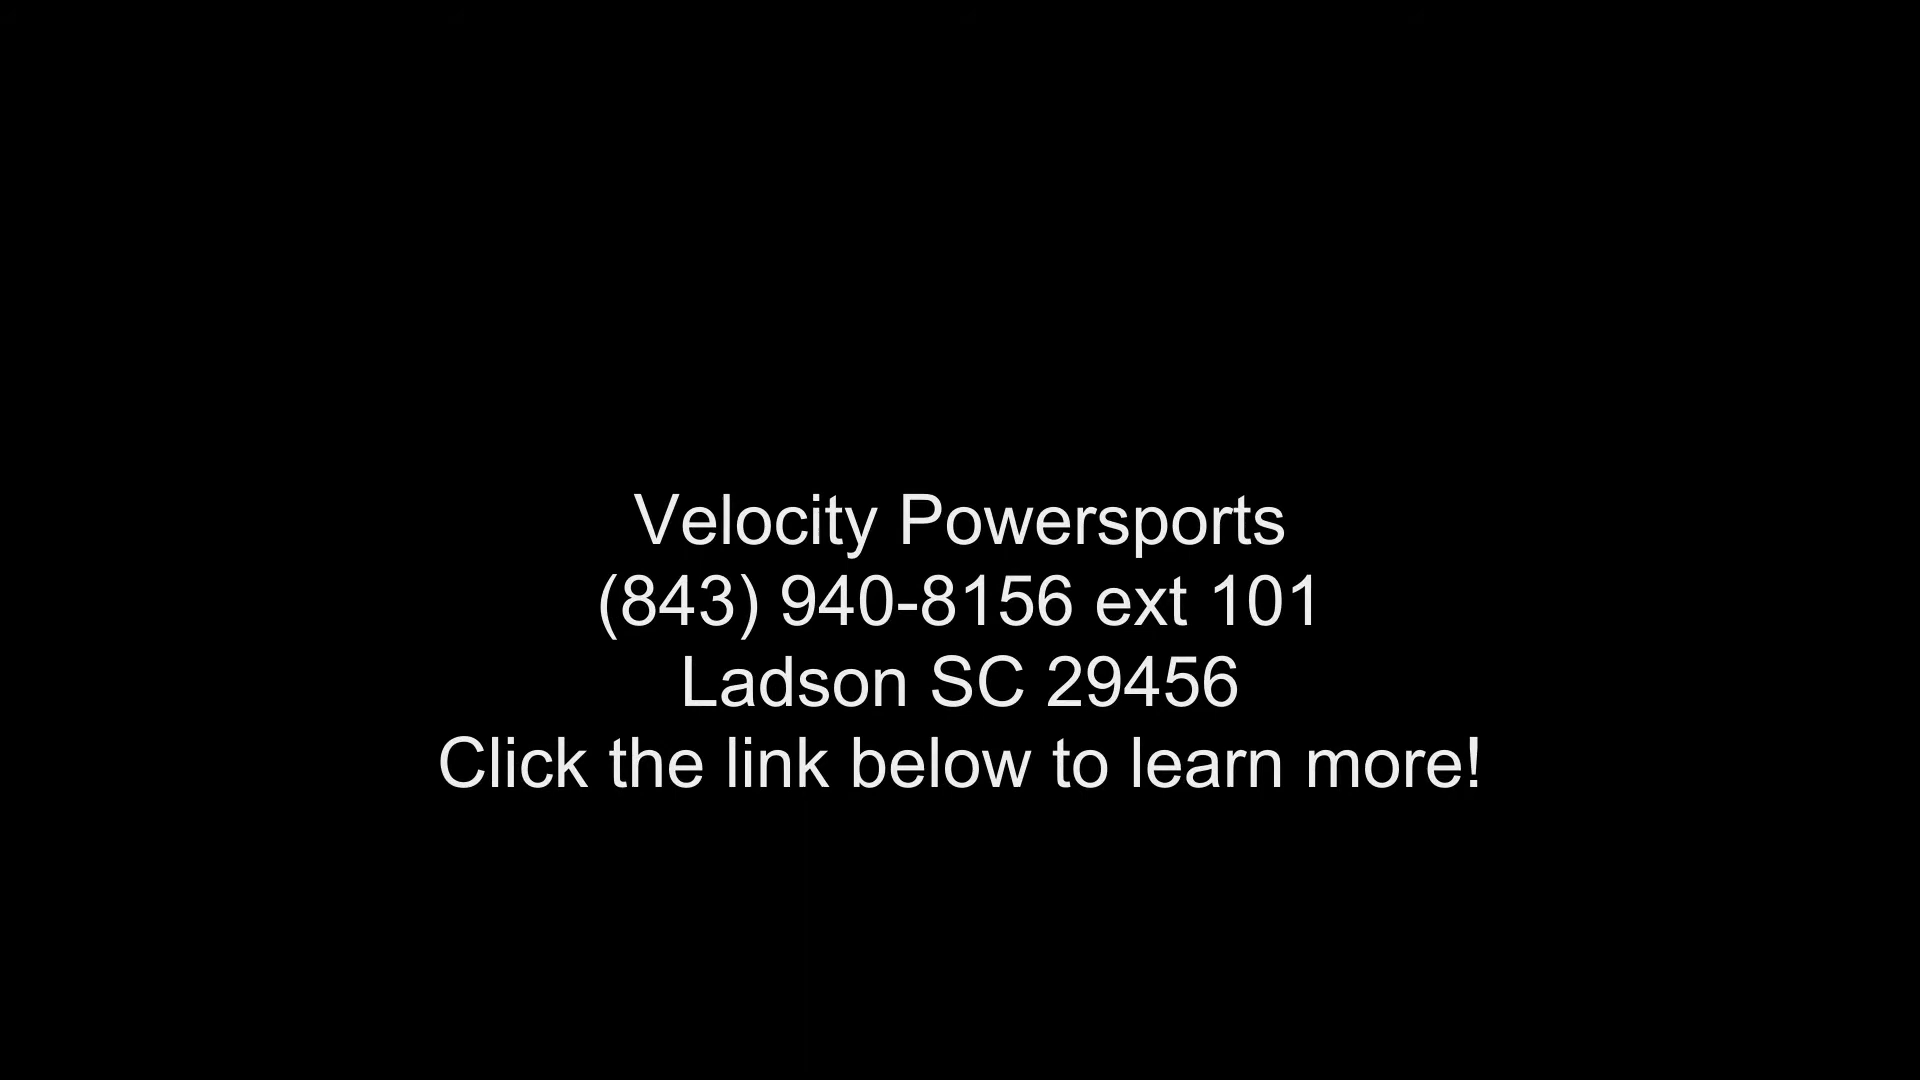 Velocity Powersports
(843) 940-8156 ext 101
Ladson SC 29456
Click the link below to learn more!